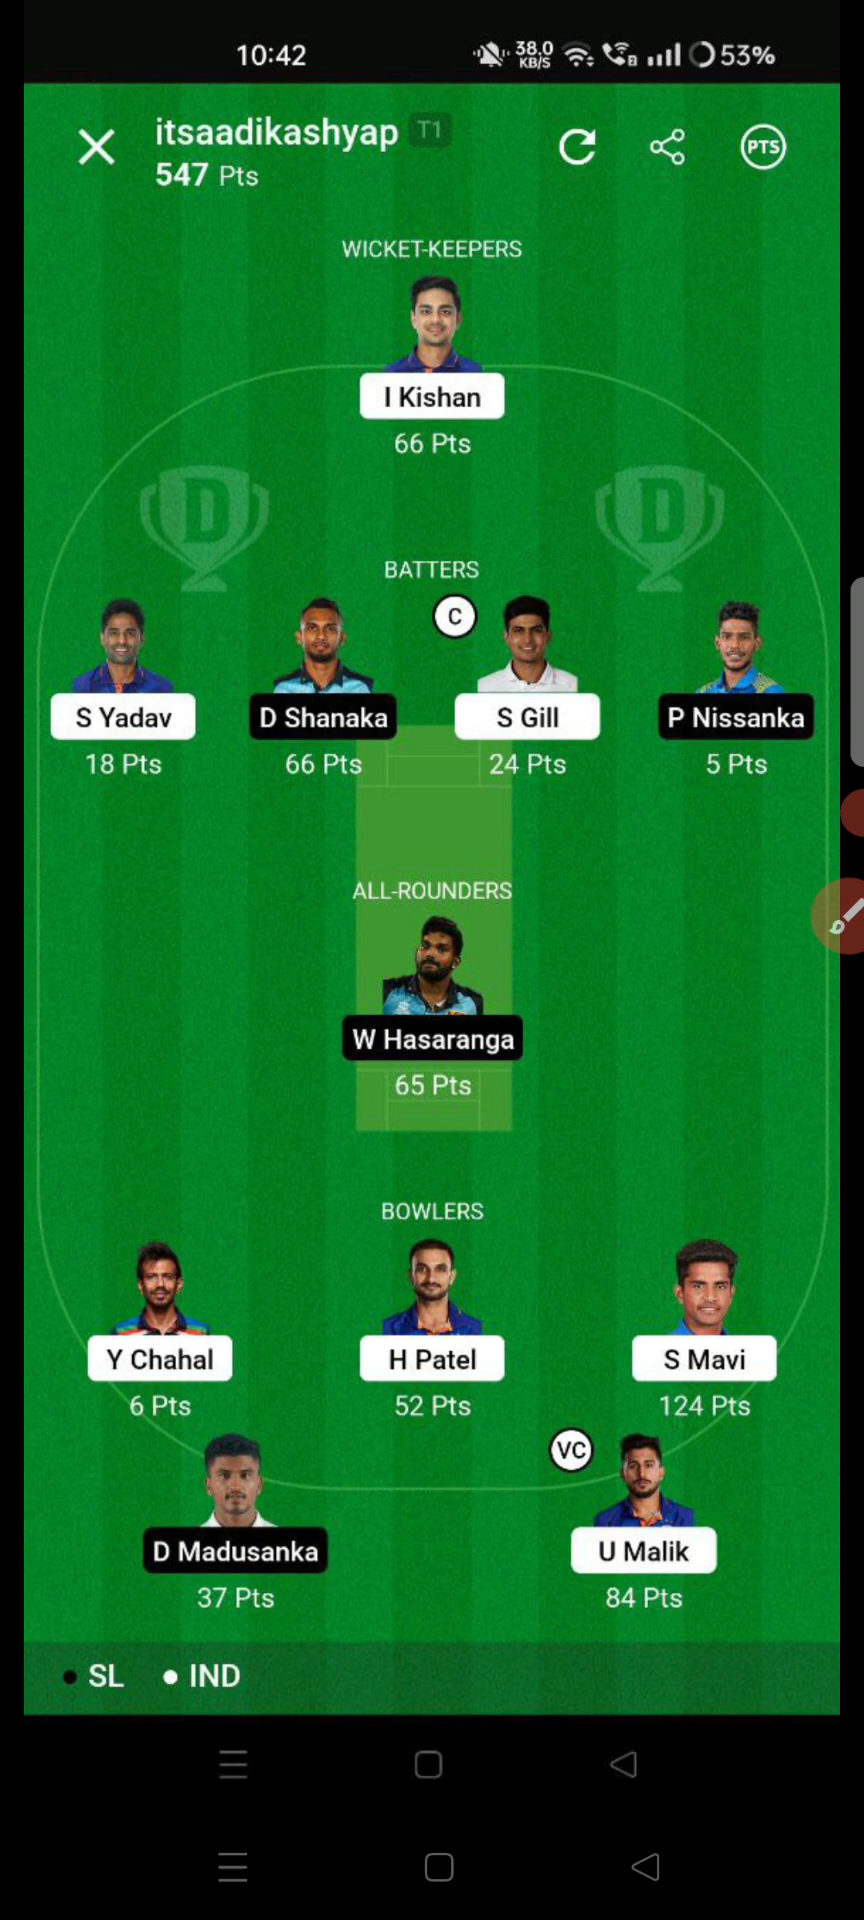 10:42
38.0
KB/S
53%
itsaadikashyap T1
547 Pts
PTS
WICKET-KEEPERS
I Kishan
66 Pts
D D
BATTERS
C
S Yadav D Shanaka S Gill P Nissanka
18 Pts 66 Pts 24 Pts 5 Pts
ALL-ROUNDERS
W Hasaranga
65 Pts
BOWLERS
Y Chahal H Patel S Mavi
6 Pts 52 Pts 124 Pts
VC
D Madusanka U Malik
37 Pts 84 Pts
SL IND